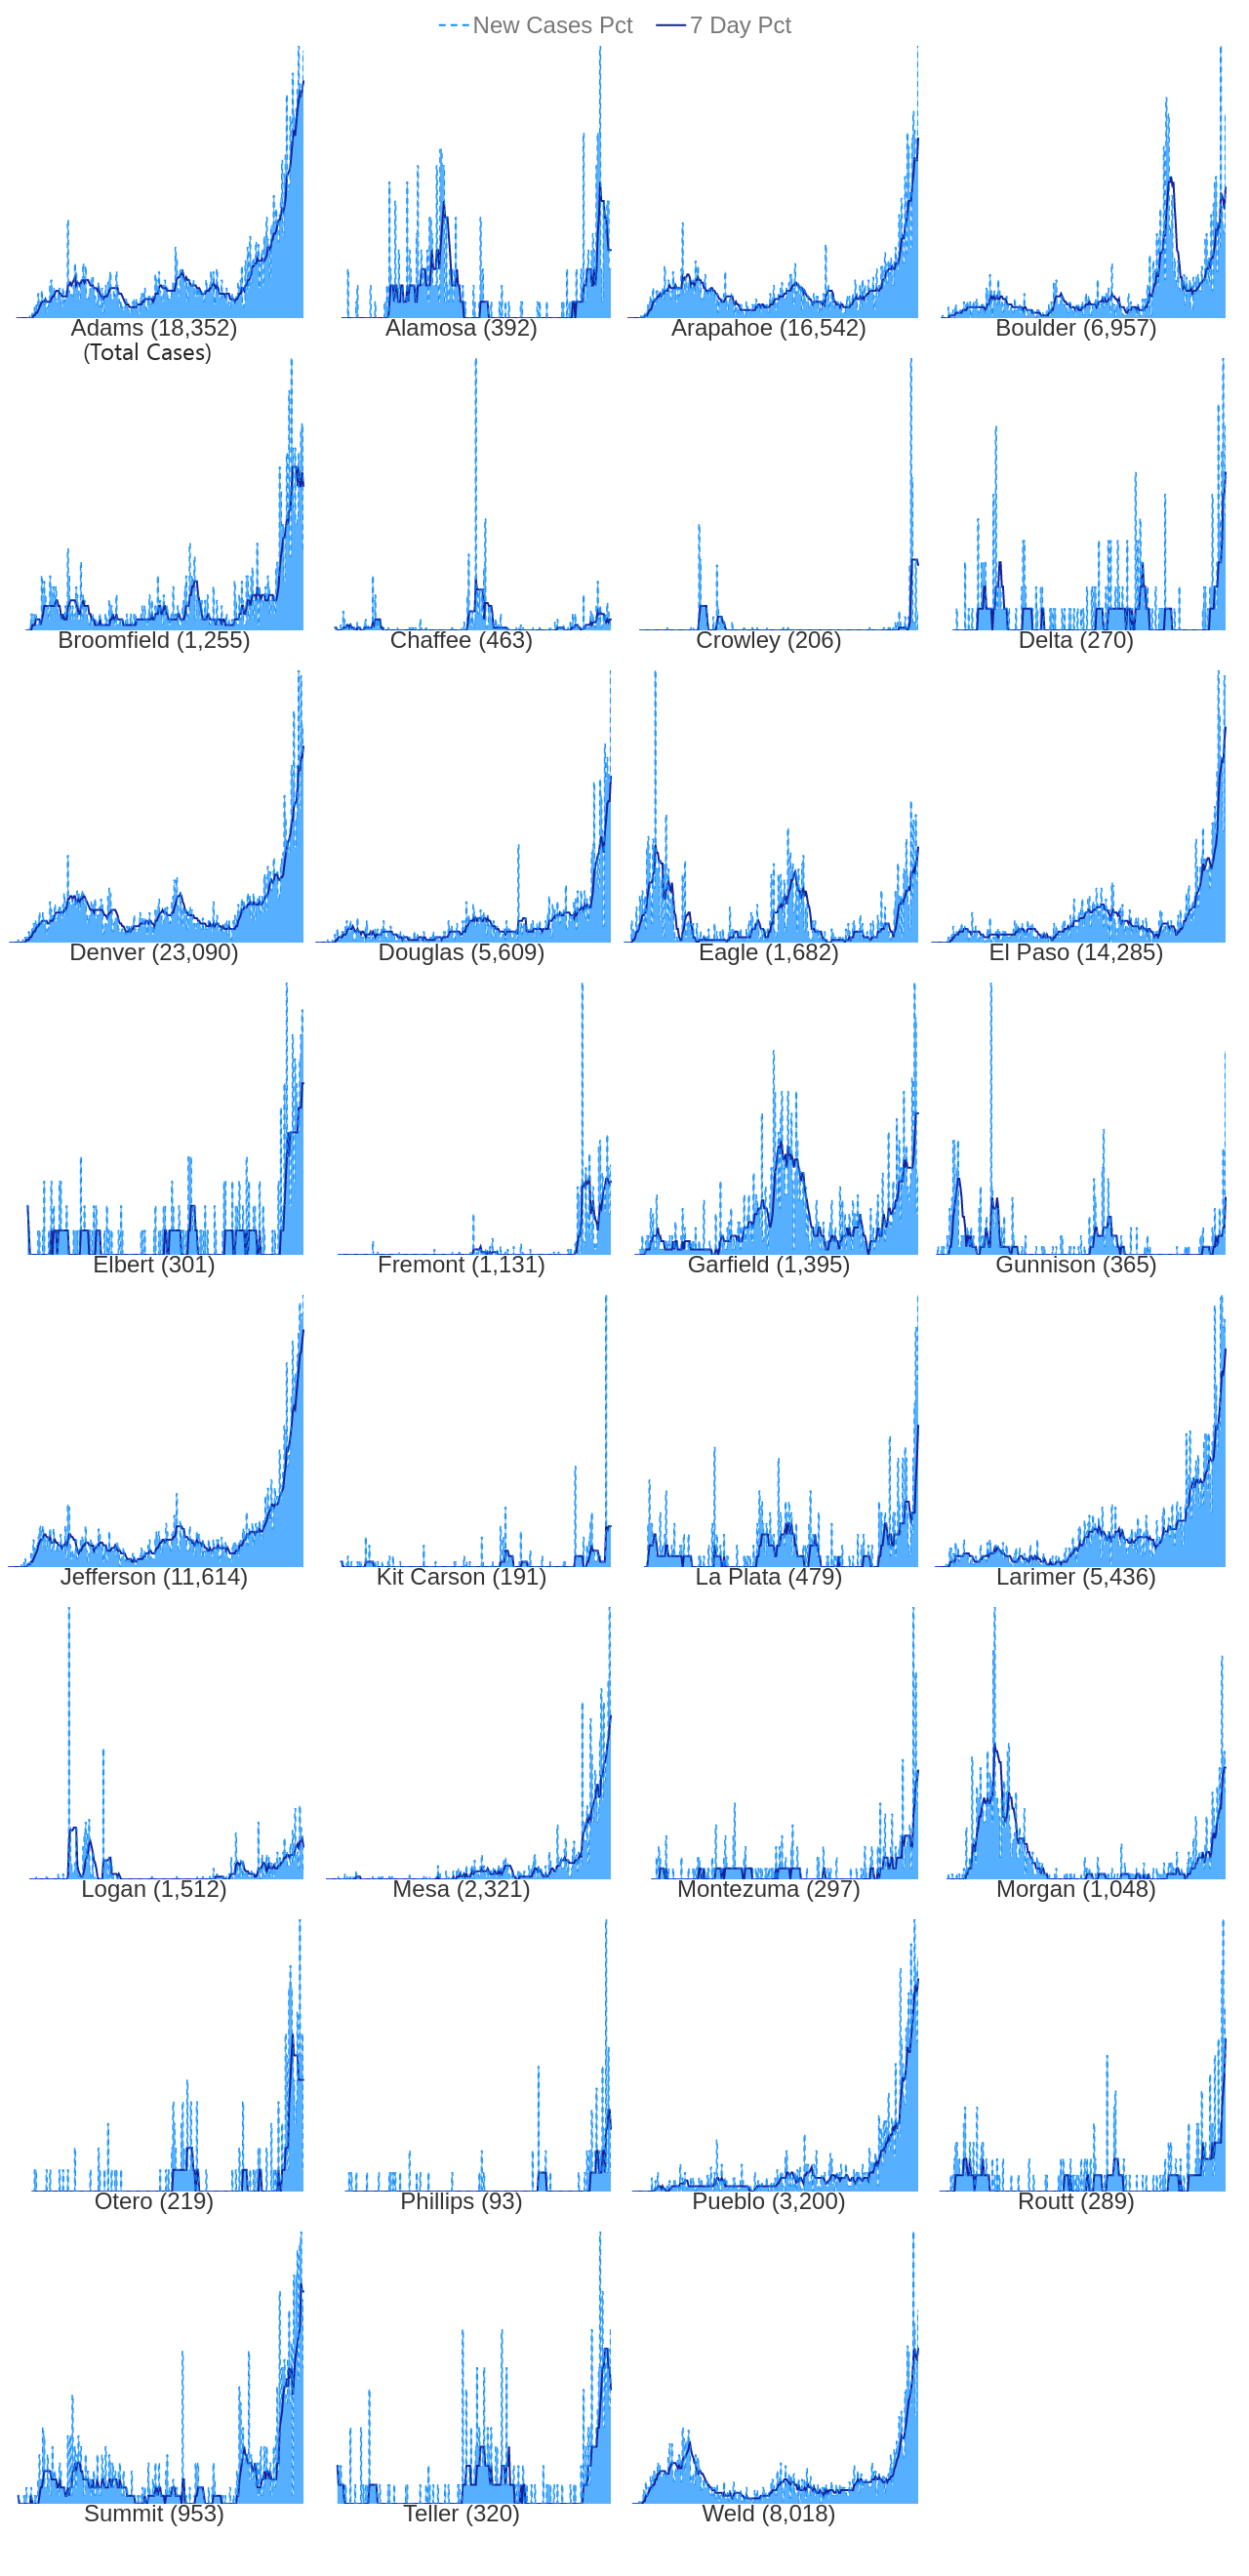 New Cases Pct 7 Day Pct
Adams (18,352) Alamosa (392) Arapahoe (16,542) Boulder (6,957)
(Total Cases)
Broomfield (1,255) Chaffee (463) Crowley (206) Delta (270)
Denver (23,090) Douglas (5,609) Eagle (1,682) El Paso (14,285)
Elbert (301) Fremont (1,131) Garfield (1,395) Gunnison (365)
Jefferson (11,614) Kit Carson (191) La Plata (479) Larimer (5,436)
Logan (1,512) Mesa (2,321) Montezuma (297) Morgan (1,048)
Otero (219) Phillips (93) Pueblo (3,200) Routt (289)
Summit (953) Teller (320) Weld (8,018)